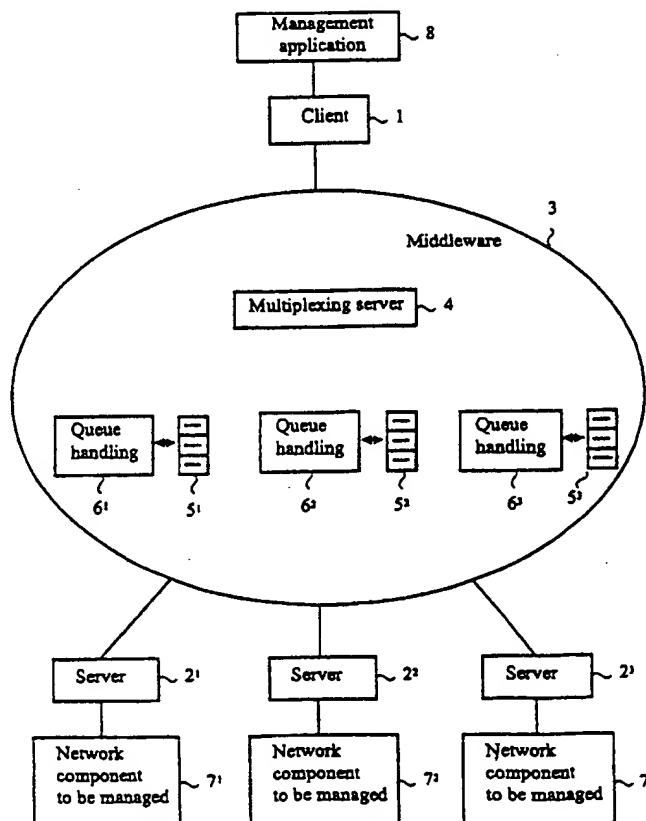 Management
application
8
Client
1
3
Middleware
Multiplexing server
4
Queue
handling
Queue
handling
Queue
handling
6¹
5¹
6²
5²
6³
5³
Server
2¹
Server
2²
Server
2³
Network
component
to be managed
7¹
Network
component
to be managed
7²
Network
component
to be managed
7